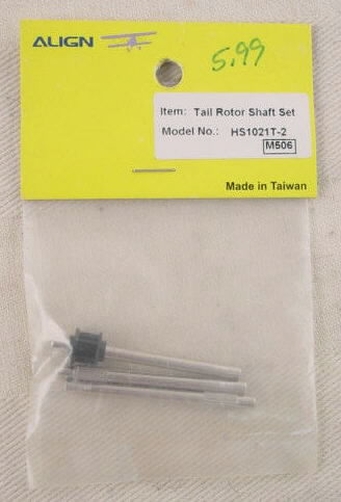 ALIGN
5.99
Item: Tail Rotor Shaft Set
Model No.: HS1021T-2
M506
Made in Taiwan